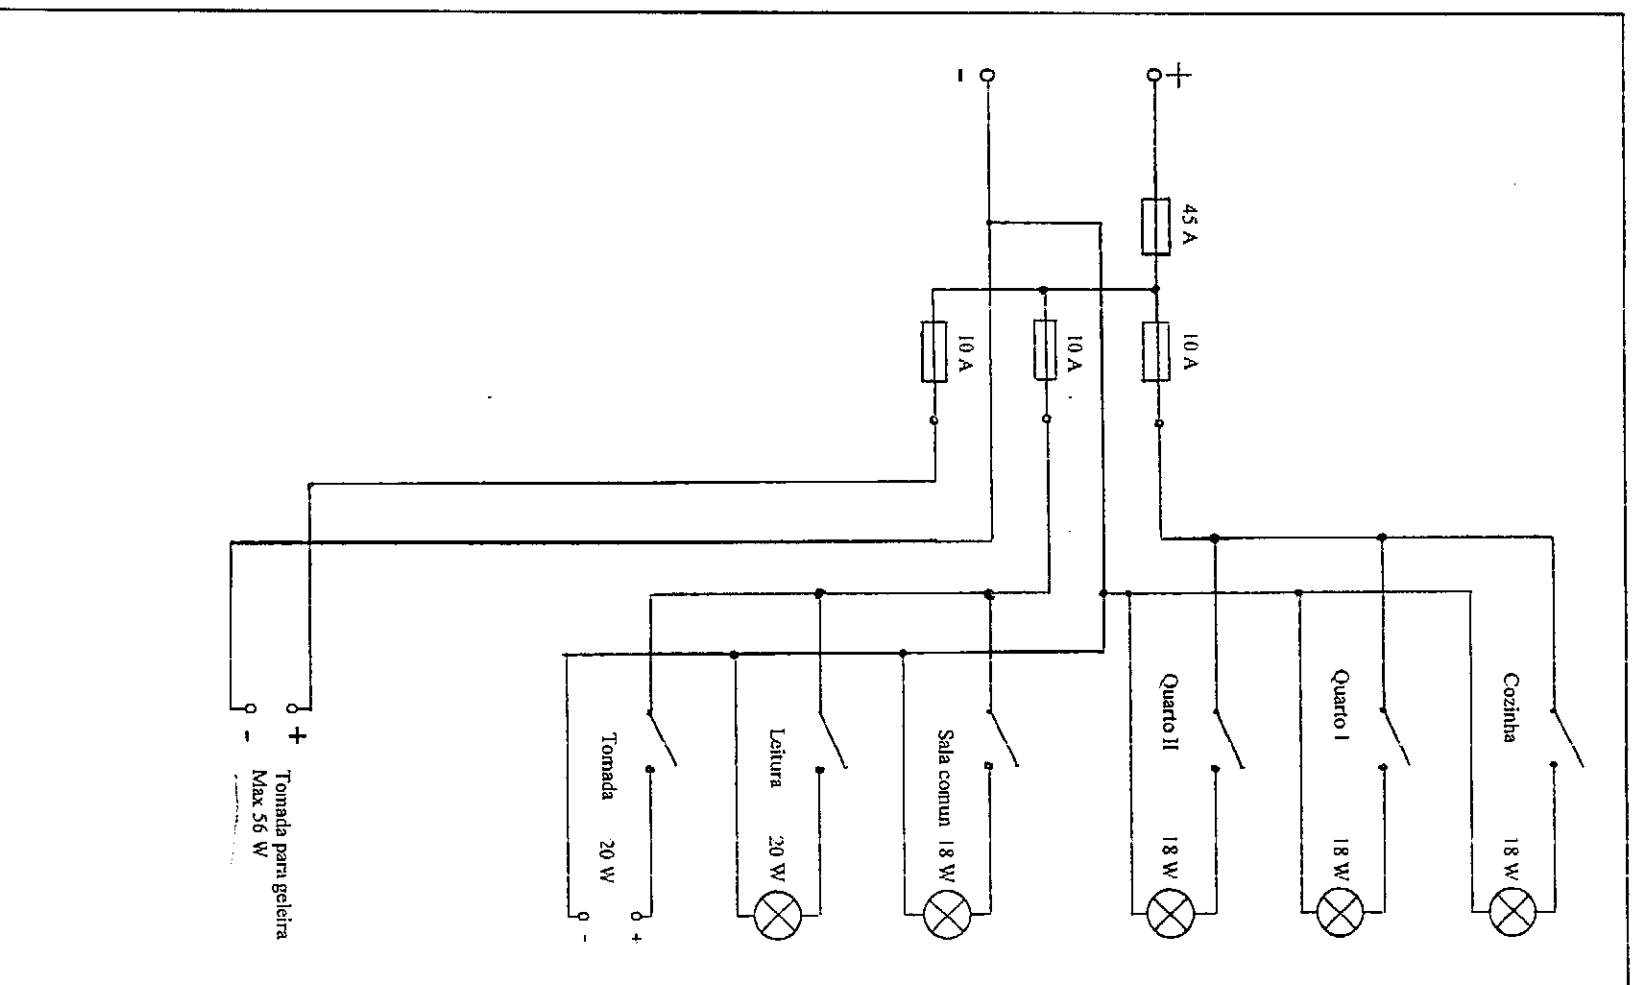 - +
45 A
10 A
10 A
10 A
Cozinha 18 W
Quarto I 18 W
Quarto II 18 W
Sala comun 18 W
Leitura 20 W
Tomada 20 W
- +
- +
Tomada para geleira
Max 56 W